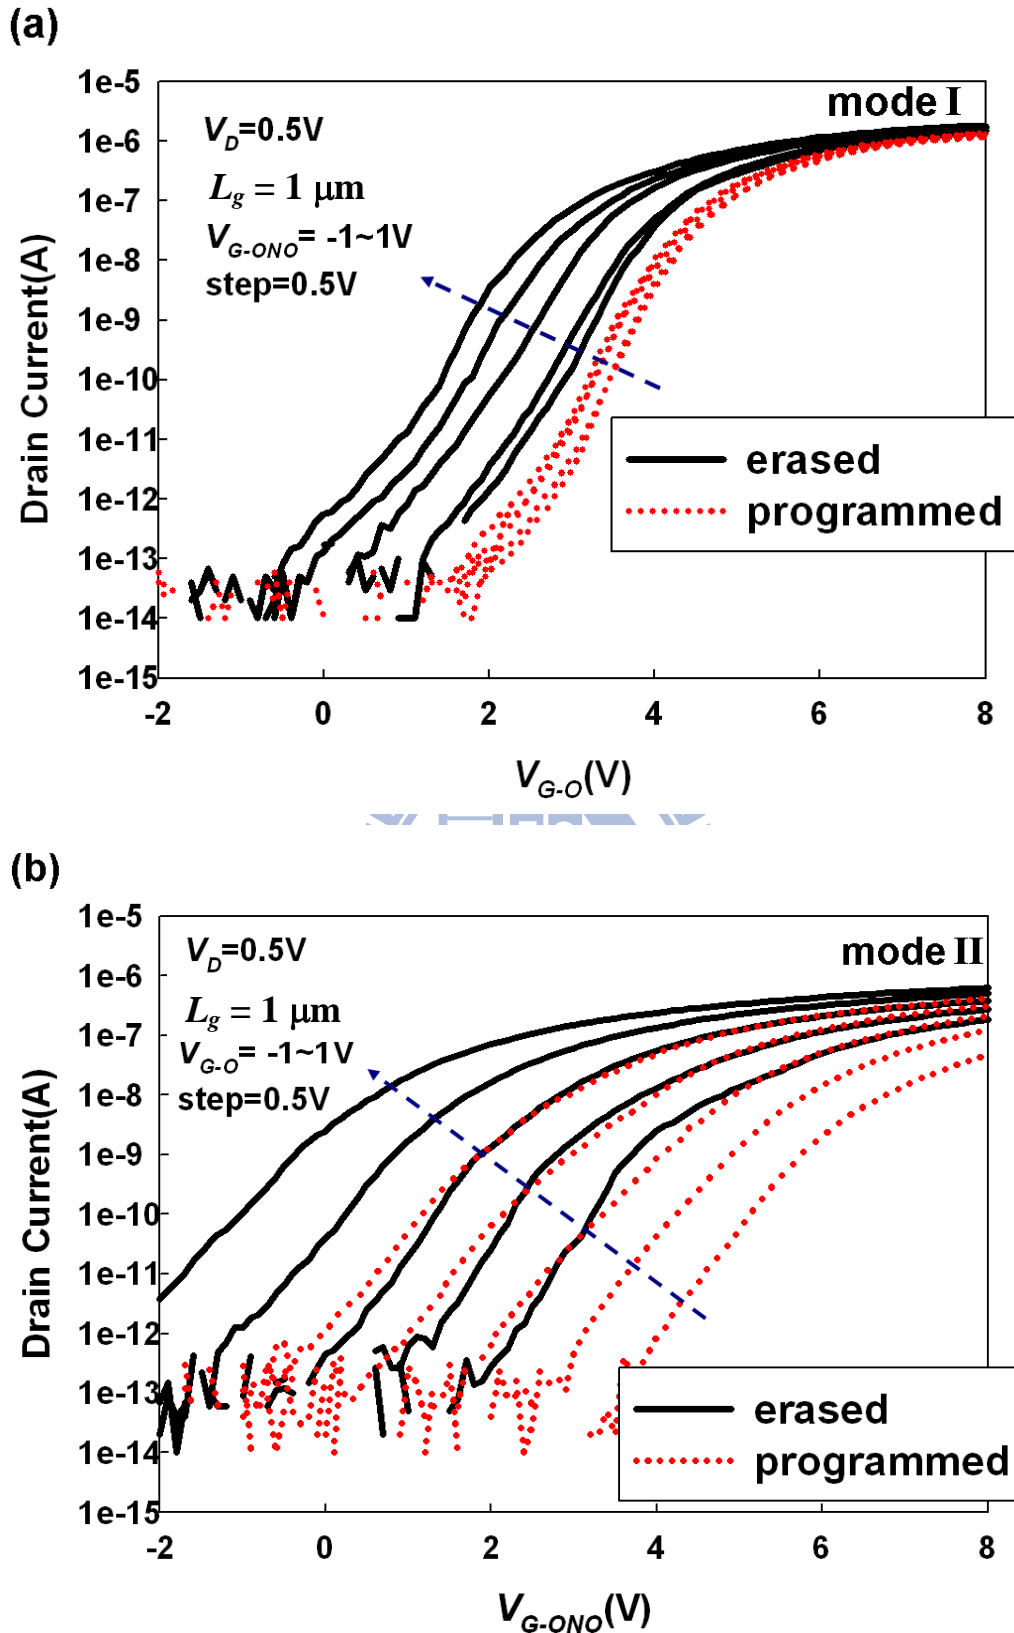 (a)
1e-5
1e-6
1e-7
1e-8
1e-9
1e-10
1e-11
1e-12
1e-13
1e-14
1e-15
Drain Current(A)
mode I
V_D=0.5V
L_g = 1 μm
V_G-ONO= -1~1V
step=0.5V
erased
programmed
-2 0 2 4 6 8
V_G-O(V)
(b)
1e-5
1e-6
1e-7
1e-8
1e-9
1e-10
1e-11
1e-12
1e-13
1e-14
1e-15
Drain Current(A)
mode II
V_D=0.5V
L_g = 1 μm
V_G-O= -1~1V
step=0.5V
erased
programmed
-2 0 2 4 6 8
V_G-ONO(V)